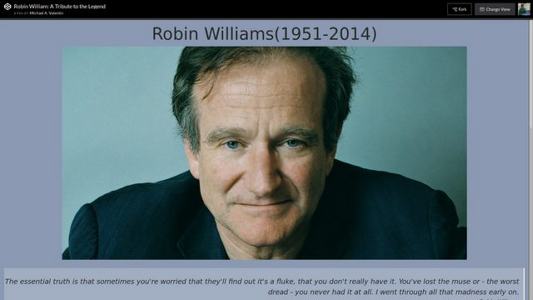 Robin William: A Tribute to the Legend
A PEN BY Michael A. Valentin
Fork
Change View
Robin Williams(1951-2014)
The essential truth is that sometimes you're worried that they'll find out it's a fluke, that you don't really have it. You've lost the muse or - the worst
dread - you never had it at all. I went through all that madness early on.